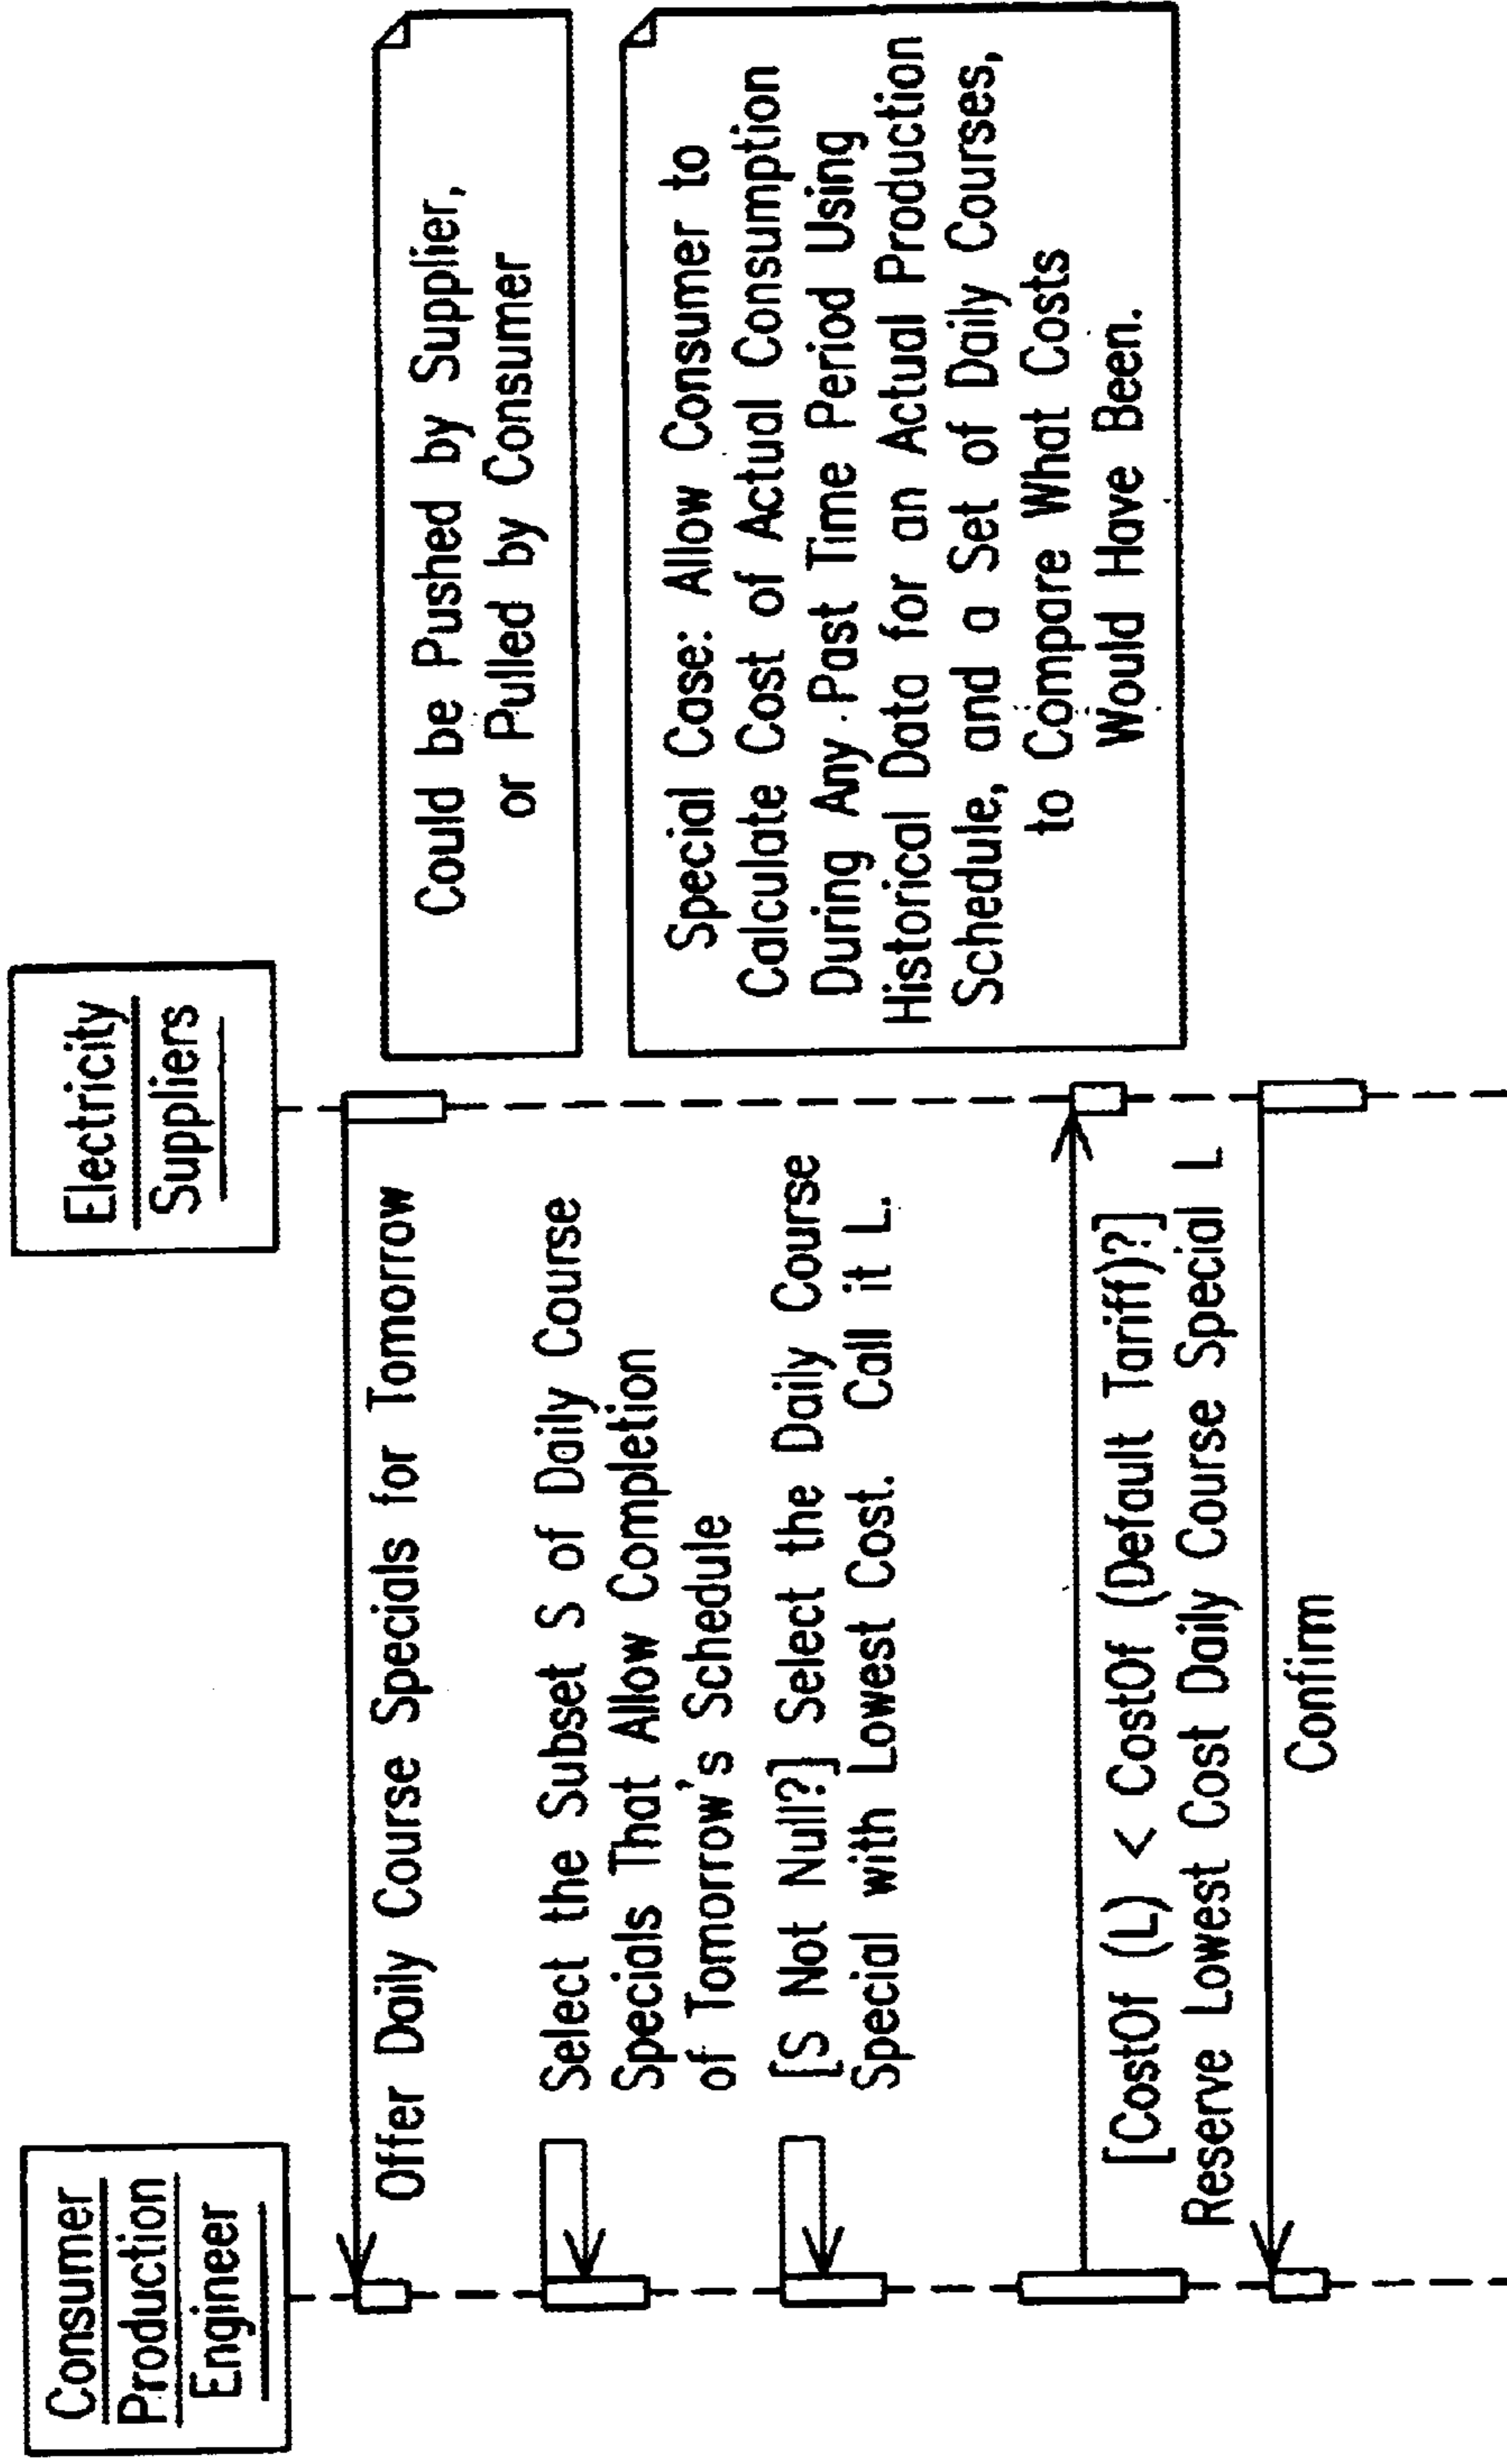 Consumer
Production
Engineer
Electricity
Suppliers
Offer Daily Course Specials for Tomorrow
Could be Pushed by Supplier,
or Pulled by Consumer
Select the Subset S of Daily Course
Specials That Allow Completion
of Tomorrow's Schedule
[S Not Null?] Select the Daily Course
Special with Lowest Cost. Call it L.
Special Case: Allow Consumer to
Calculate Cost of Actual Consumption
During Any Past Time Period Using
Historical Data for an Actual Production
Schedule, and a Set of Daily Courses,
to Compare What Costs
Would Have Been.
[CostOf (L) < CostOf (Default Tariff)?]
Reserve Lowest Cost Daily Course Special L
Confirm